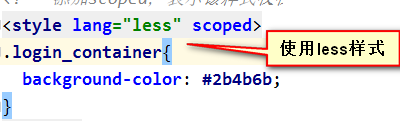 <style lang="less" scoped>
.login_container{
使用less样式
background-color: #2b4b6b;
}